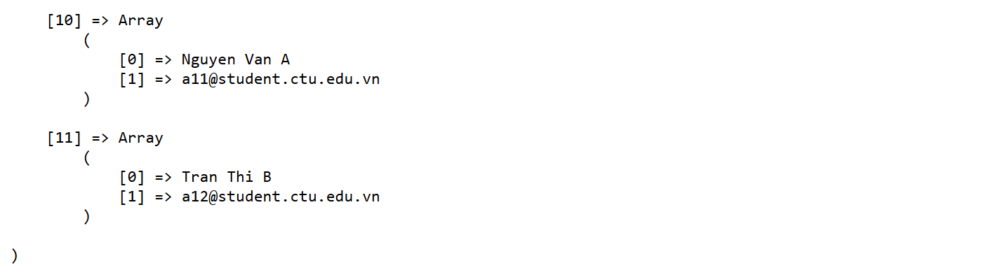 [10] => Array
(
[0] => Nguyen Van A
[1] => a11@student.ctu.edu.vn
)
[11] => Array
(
[0] => Tran Thi B
[1] => a12@student.ctu.edu.vn
)
)